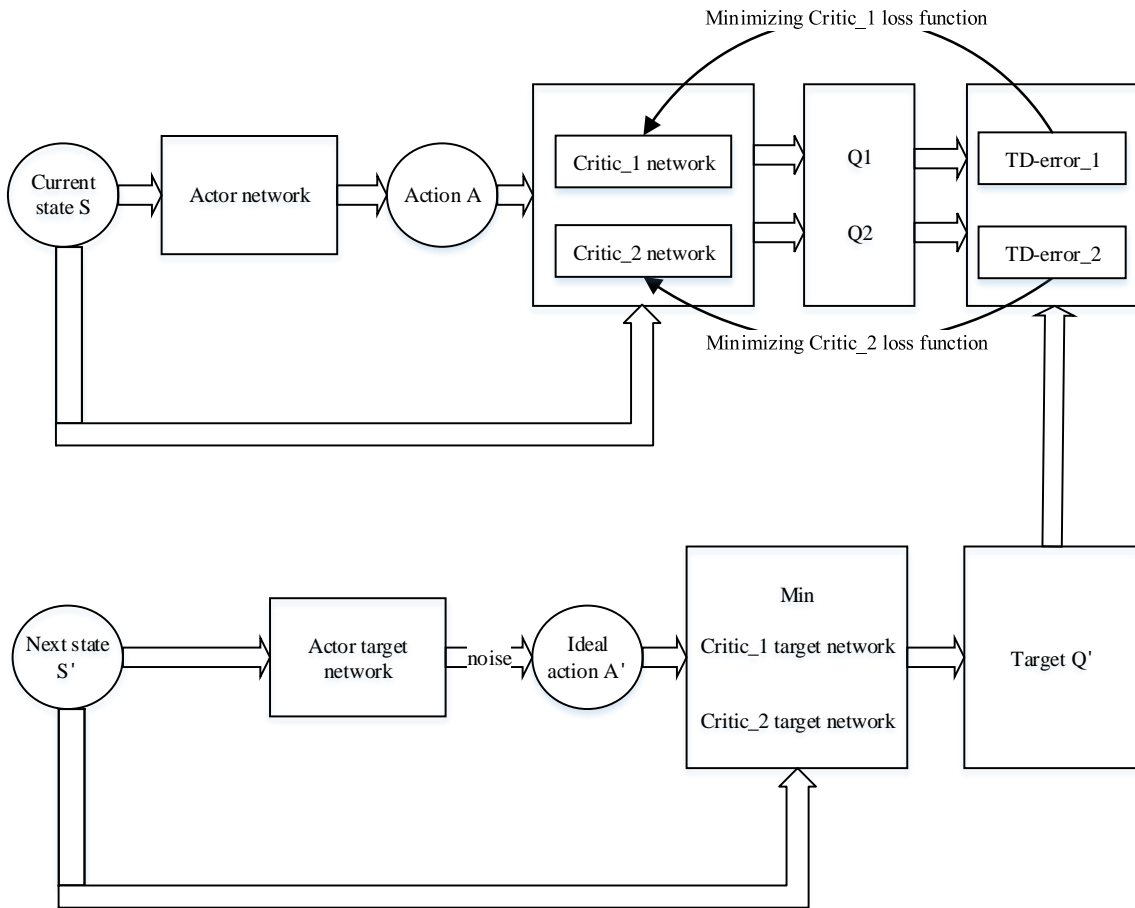 Minimizing Critic_1 loss function
Current
state S
Actor network
Action A
Critic_1 network
Critic_2 network
Q1
Q2
TD-error_1
TD-error_2
Minimizing Critic_2 loss function
Next state
S'
Actor target
network
noise
Ideal
action A'
Min
Critic_1 target network
Critic_2 target network
Target Q'